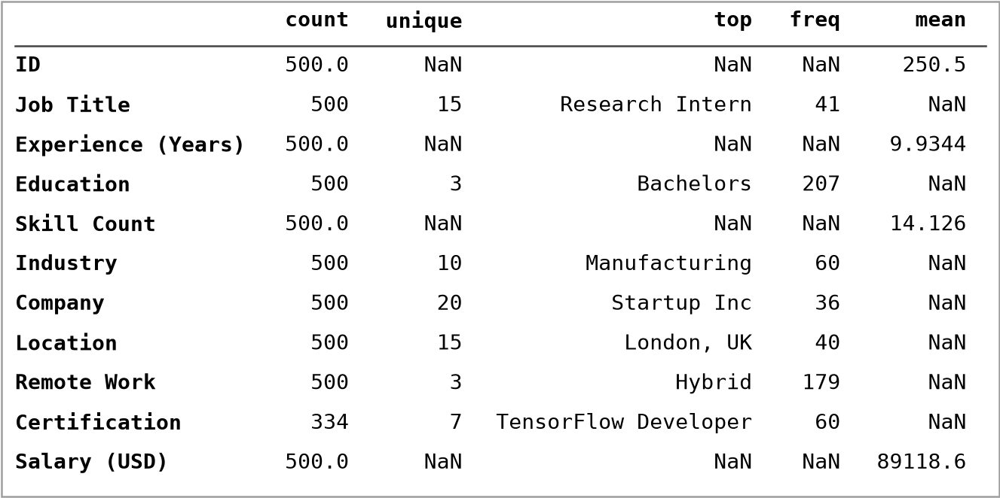 count unique top freq mean
ID 500.0 NaN NaN NaN 250.5
Job Title 500 15 Research Intern 41 NaN
Experience (Years) 500.0 NaN NaN NaN 9.9344
Education 500 3 Bachelors 207 NaN
Skill Count 500.0 NaN NaN NaN 14.126
Industry 500 10 Manufacturing 60 NaN
Company 500 20 Startup Inc 36 NaN
Location 500 15 London, UK 40 NaN
Remote Work 500 3 Hybrid 179 NaN
Certification 334 7 TensorFlow Developer 60 NaN
Salary (USD) 500.0 NaN NaN NaN 89118.6